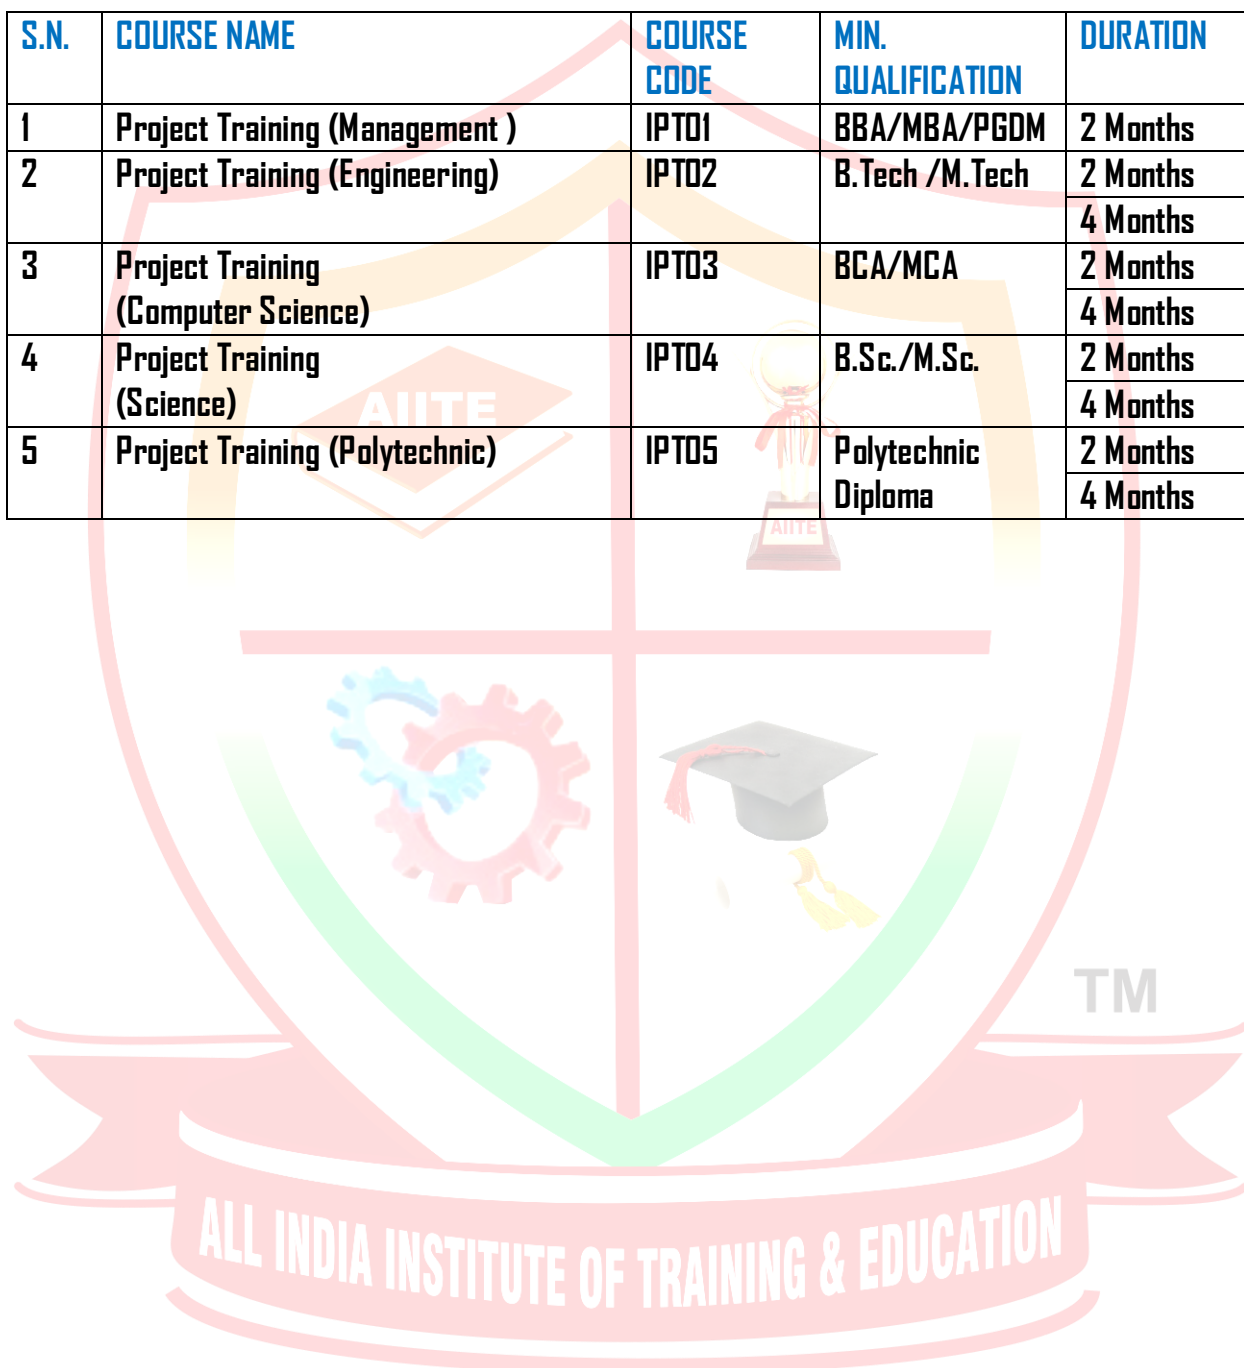 S.N. COURSE NAME COURSE CODE MIN. QUALIFICATION DURATION
1 Project Training (Management ) IPT01 BBA/MBA/PGDM 2 Months
2 Project Training (Engineering) IPT02 B.Tech /M.Tech 2 Months
4 Months
3 Project Training IPT03 BCA/MCA 2 Months
(Computer Science) 4 Months
4 Project Training IPT04 B.Sc./M.Sc. 2 Months
(Science) 4 Months
5 Project Training (Polytechnic) IPT05 Polytechnic 2 Months
Diploma 4 Months
AIITE
AIITE
TM
ALL INDIA INSTITUTE OF TRAINING & EDUCATION